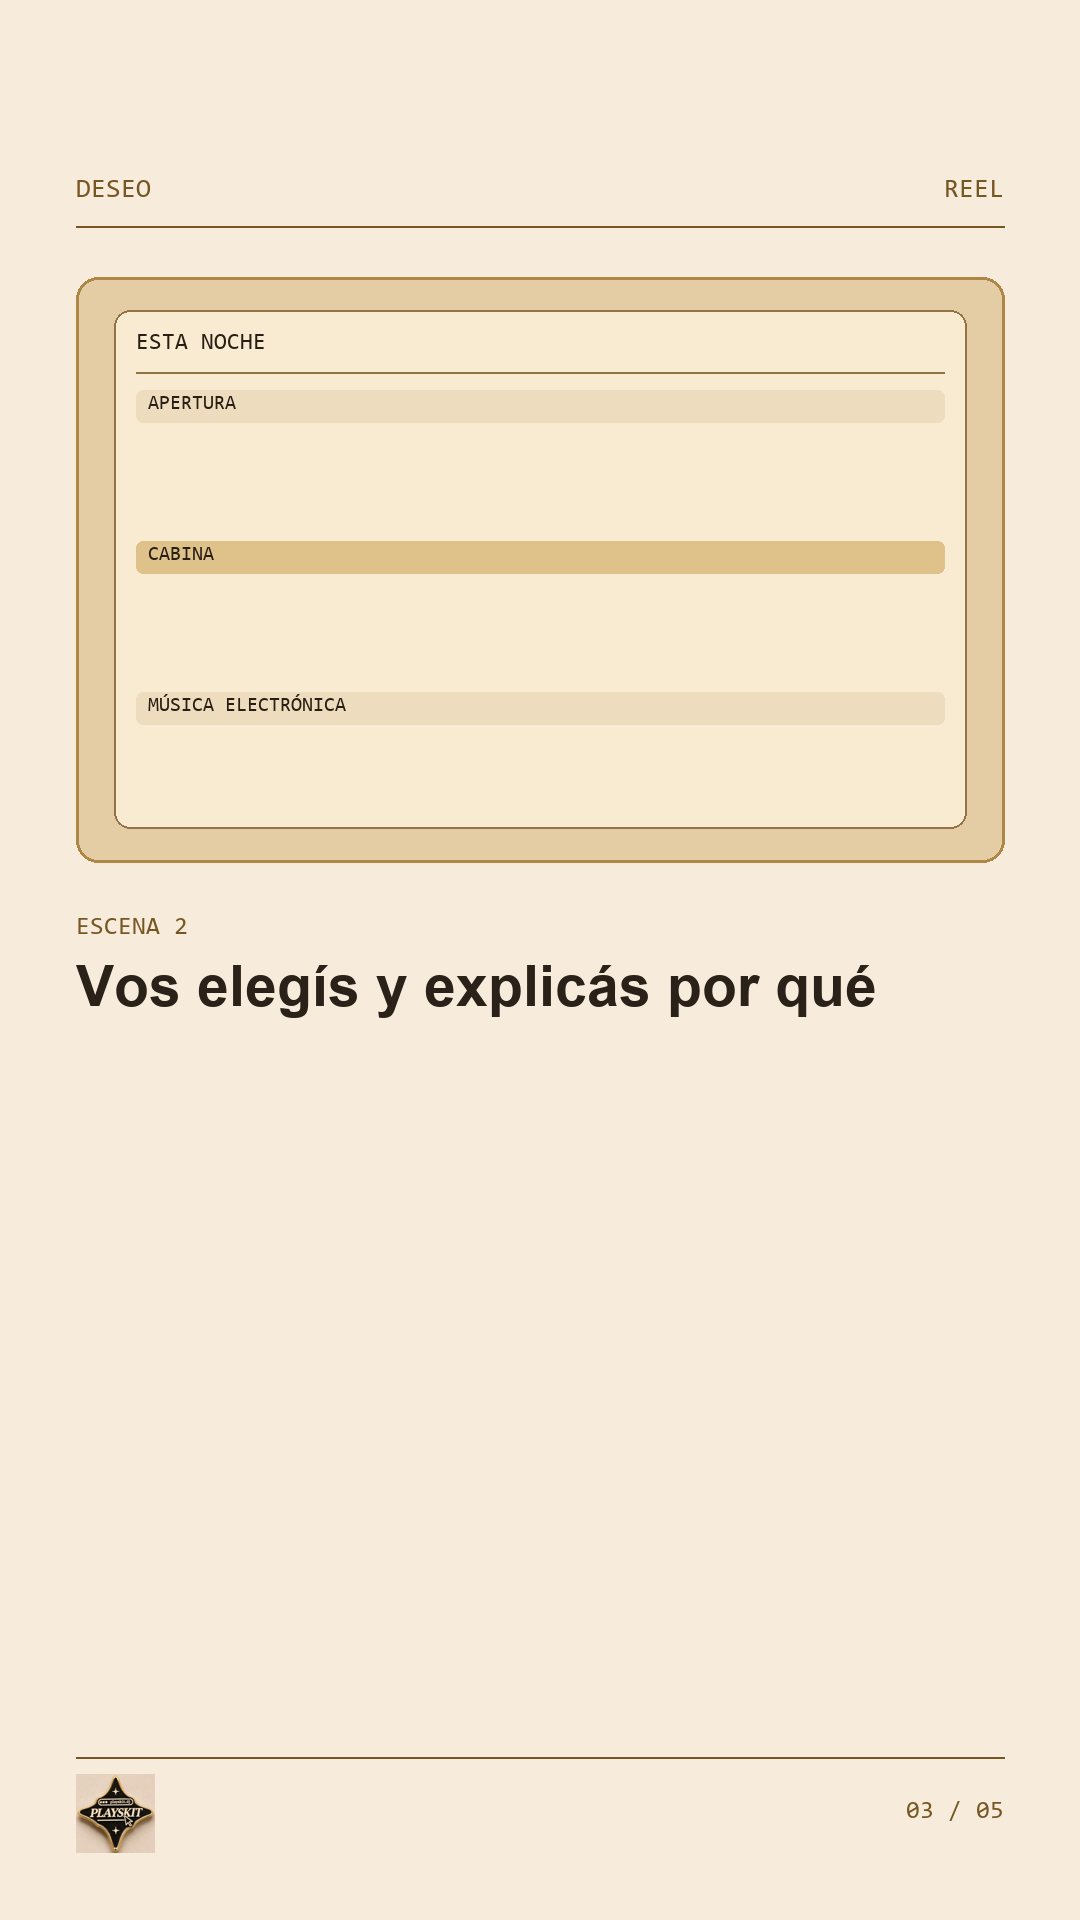 DESEO
REEL
ESTA NOCHE
APERTURA
CABINA
MÚSICA ELECTRÓNICA
ESCENA 2
Vos elegís y explicás por qué
PLAYSKIT
03 / 05